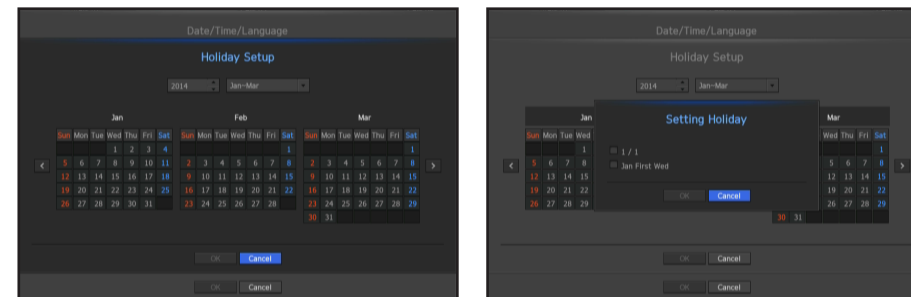 Date/Time/Language
Holiday Setup
2014 Jan~Mar
Jan Feb Mar
Sun Mon Tue Wed Thu Fri Sat Sun Mon Tue Wed Thu Fri Sat Sun Mon Tue Wed Thu Fri Sat
1 2 3 4 1 1
5 6 7 8 9 10 11 2 3 4 5 6 7 8 2 3 4 5 6 7 8
12 13 14 15 16 17 18 9 10 11 12 13 14 15 9 10 11 12 13 14 15
19 20 21 22 23 24 25 16 17 18 19 20 21 22 16 17 18 19 20 21 22
26 27 28 29 30 31 23 24 25 26 27 28 23 24 25 26 27 28 29
30 31
OK Cancel
OK Cancel
Date/Time/Language
Holiday Setup
2014 Jan~Mar
Jan Mar
Sun Mon Tue Wed Wed Thu Fri Sat
1 1
5 6 7 8 5 6 7 8
12 13 14 15 12 13 14 15
19 20 21 22 19 20 21 22
26 27 28 29 26 27 28 29
30 31
Setting Holiday
1 / 1
Jan First Wed
OK Cancel
OK Cancel
OK Cancel